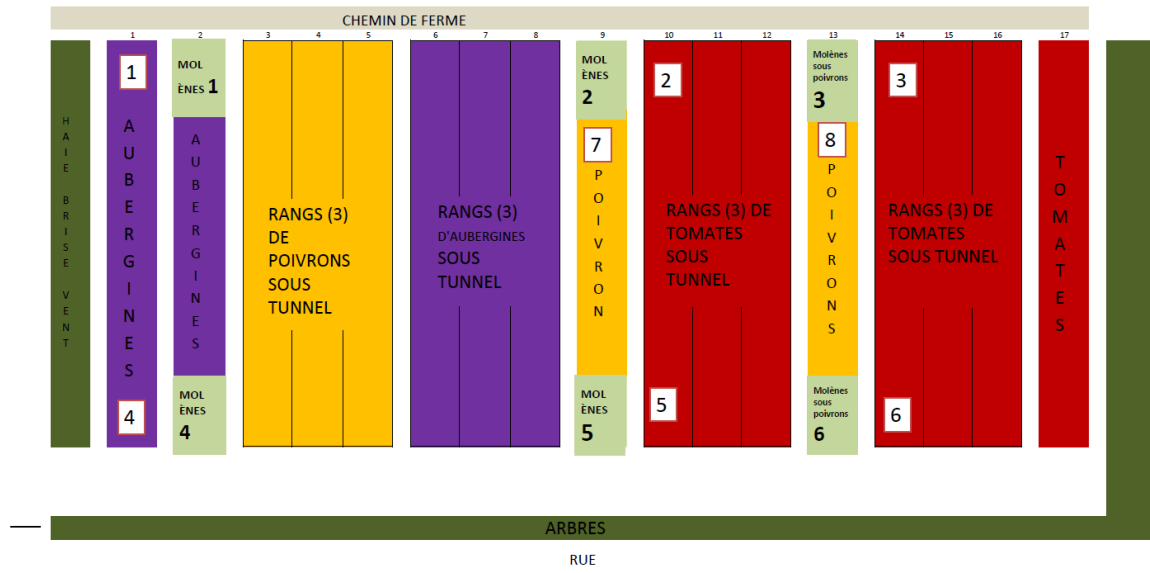 CHEMIN DE FERME
1 2 3 4 5 6 7 8 9 10 11 12 13 14 15 16 17
HAIE BRISE VENT
1
AUBERGINES
4
MOL
ÈNES 1
AUBERGINES
MOL
ÈNES
4
RANGS (3)
DE
POIVRONS
SOUS
TUNNEL
RANGS (3)
D'AUBERGINES
SOUS
TUNNEL
MOL
ÈNES
2
7
POIVRON
MOL
ÈNES
5
2
RANGS (3) DE
TOMATES
SOUS
TUNNEL
5
Molènes
sous
poivrons
3
8
POIVRONS
Molènes
sous
poivrons
6
3
RANGS (3) DE
TOMATES
SOUS TUNNEL
6
TOMATES
ARBRES
RUE